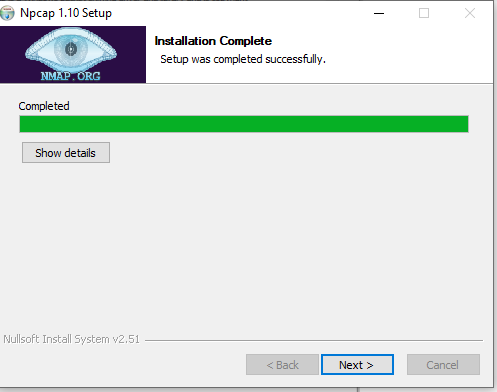 Npcap 1.10 Setup
NMAP.ORG
Installation Complete
Setup was completed successfully.
Completed
Show details
Nullsoft Install System v2.51
< Back
Next >
Cancel